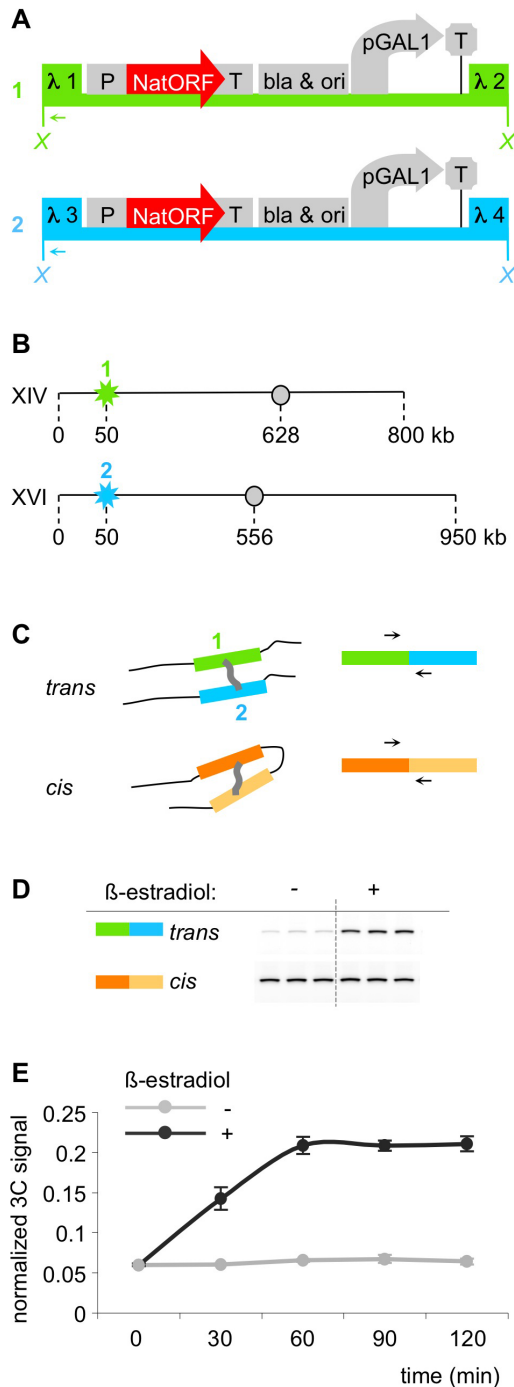 A
pGAL1 T
λ 1 P NatORF T bla & ori λ 2
1
X X
pGAL1 T
λ 3 P NatORF T bla & ori λ 4
2
X X
B
1
XIV
0 50 628 800 kb
2
XVI
0 50 556 950 kb
C
1
trans
2
cis
D ß-estradiol: - +
trans
cis
E
ß-estradiol
-
+
normalized 3C signal
0.25
0.2
0.15
0.1
0.05
0
0 30 60 90 120
time (min)